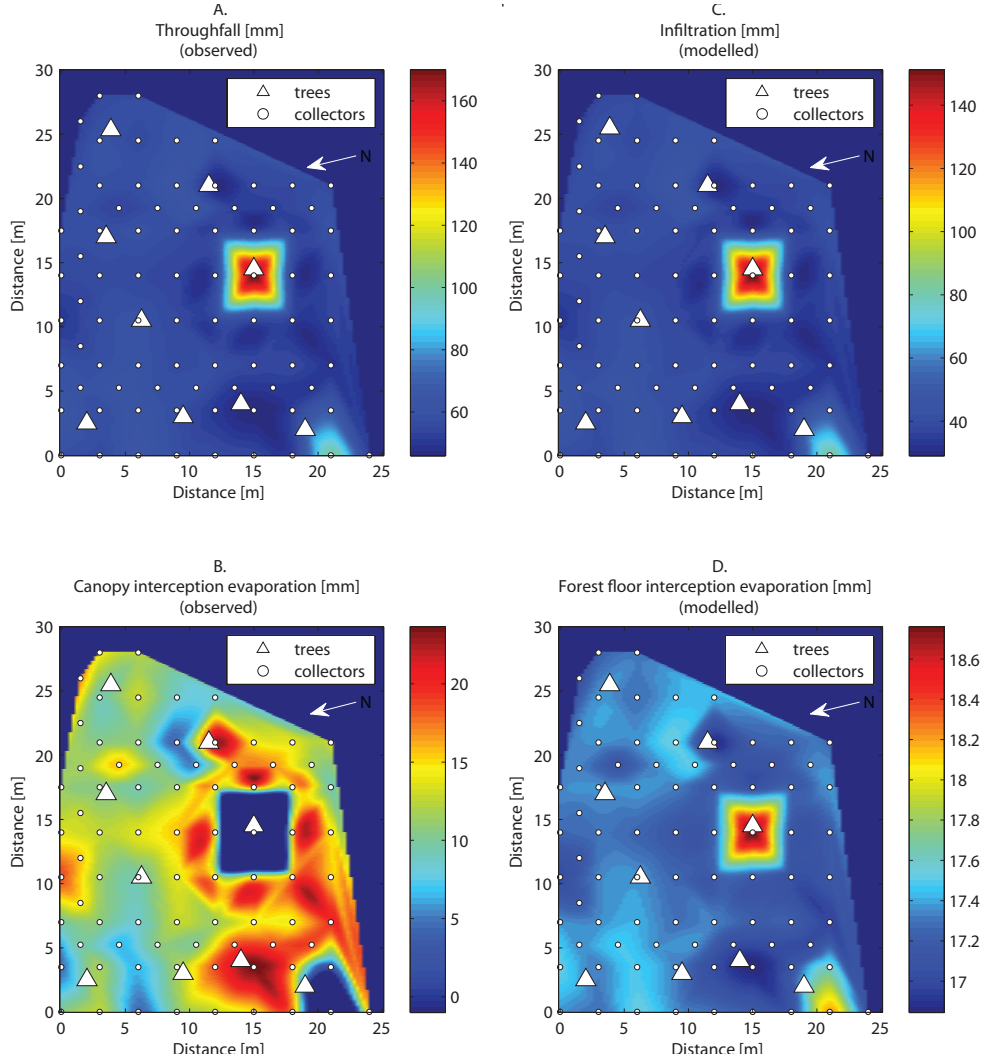 A.
Throughfall [mm]
(observed)
30
25
20
15
10
5
0
0 5 10 15 20 25
Distance [m]
Distance [m]
trees
collectors
N
160
140
120
100
80
60
C.
Infiltration [mm]
(modelled)
30
25
20
15
10
5
0
0 5 10 15 20 25
Distance [m]
Distance [m]
trees
collectors
N
140
120
100
80
60
40
B.
Canopy interception evaporation [mm]
(observed)
30
25
20
15
10
5
0
0 5 10 15 20 25
Distance [m]
Distance [m]
trees
collectors
N
20
15
10
5
0
D.
Forest floor interception evaporation [mm]
(modelled)
30
25
20
15
10
5
0
0 5 10 15 20 25
Distance [m]
Distance [m]
trees
collectors
N
18.6
18.4
18.2
18
17.8
17.6
17.4
17.2
17